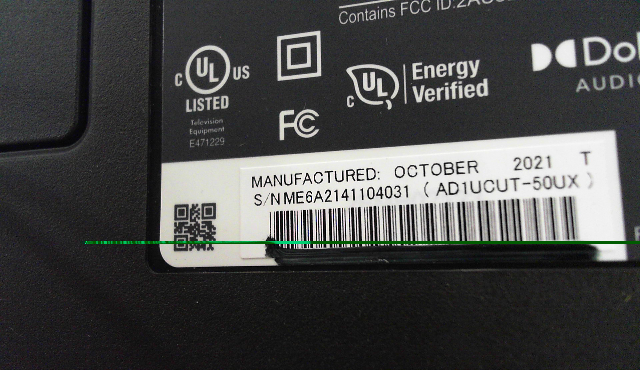 Contains FCC ID:
C UL US
LISTED
Television
Equipment
E471229
FC
C UL
Energy
Verified
Dol
AUDIO
MANUFACTURED: OCTOBER 2021 T
S/N ME6A2141104031 ( AD1UCUT-50UX )